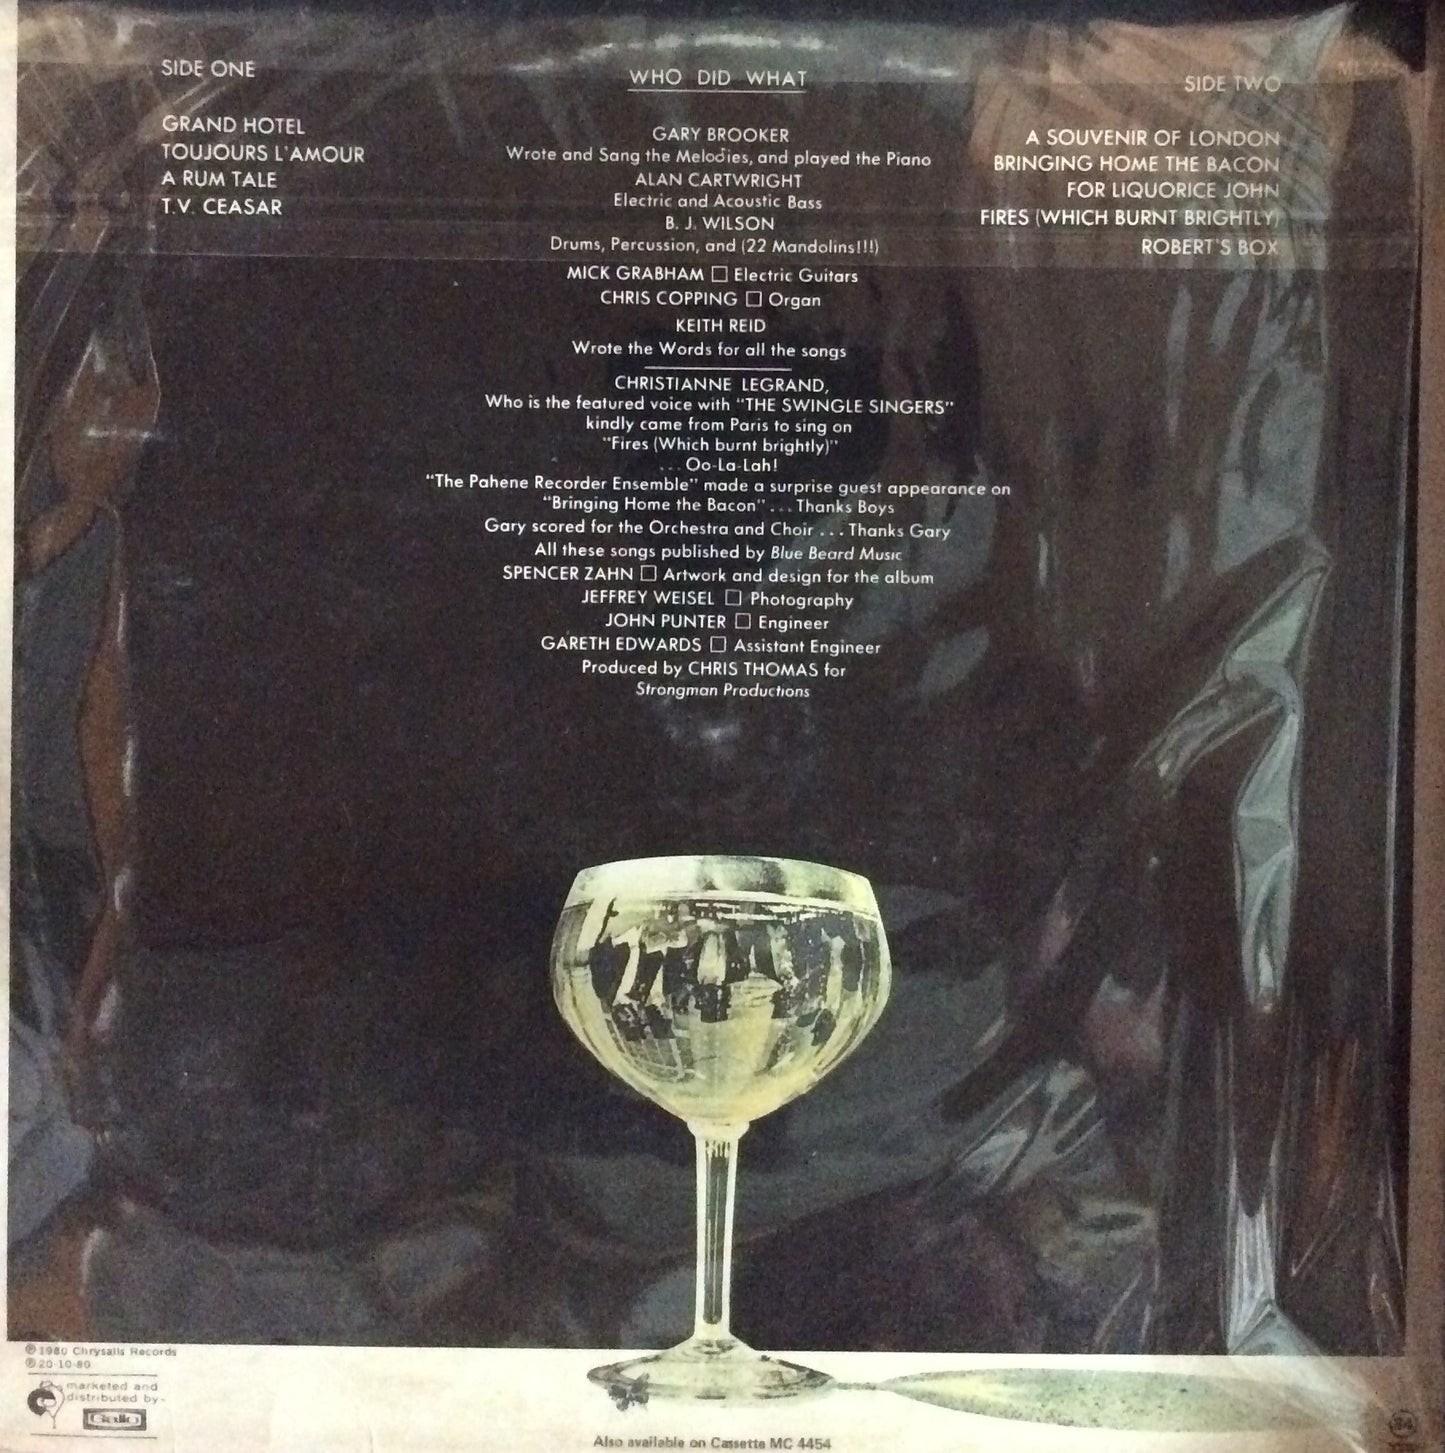 SIDE ONE
GRAND HOTEL
TOUJOURS L'AMOUR
A RUM TALE
T.V. CEASAR
WHO DID WHAT
GARY BROOKER
Wrote and Sang the Melodies, and played the Piano
ALAN CARTWRIGHT
Electric and Acoustic Bass
B. J. WILSON
Drums, Percussion, and (22 Mandolins!!!)
MICK GRABHAM □ Electric Guitars
CHRIS COPPING □ Organ
KEITH REID
Wrote the Words for all the songs
CHRISTIANNE LEGRAND,
Who is the featured voice with "THE SWINGLE SINGERS"
kindly came from Paris to sing on
"Fires (Which burnt brightly)"
... Oo-La-Lah!
"The Pahene Recorder Ensemble" made a surprise guest appearance on
"Bringing Home the Bacon" ... Thanks Boys
Gary scored for the Orchestra and Choir ... Thanks Gary
All these songs published by Blue Beard Music
SPENCER ZAHN □ Artwork and design for the album
JEFFREY WEISEL □ Photography
JOHN PUNTER □ Engineer
GARETH EDWARDS □ Assistant Engineer
Produced by CHRIS THOMAS for
Strongman Productions
SIDE TWO
A SOUVENIR OF LONDON
BRINGING HOME THE BACON
FOR LIQUORICE JOHN
FIRES (WHICH BURNT BRIGHTLY)
ROBERT'S BOX
℗ 1980 Chrysalis Records
℗ 20-10-80
marketed and
distributed by-
Gallo
Also available on Cassette MC 4454